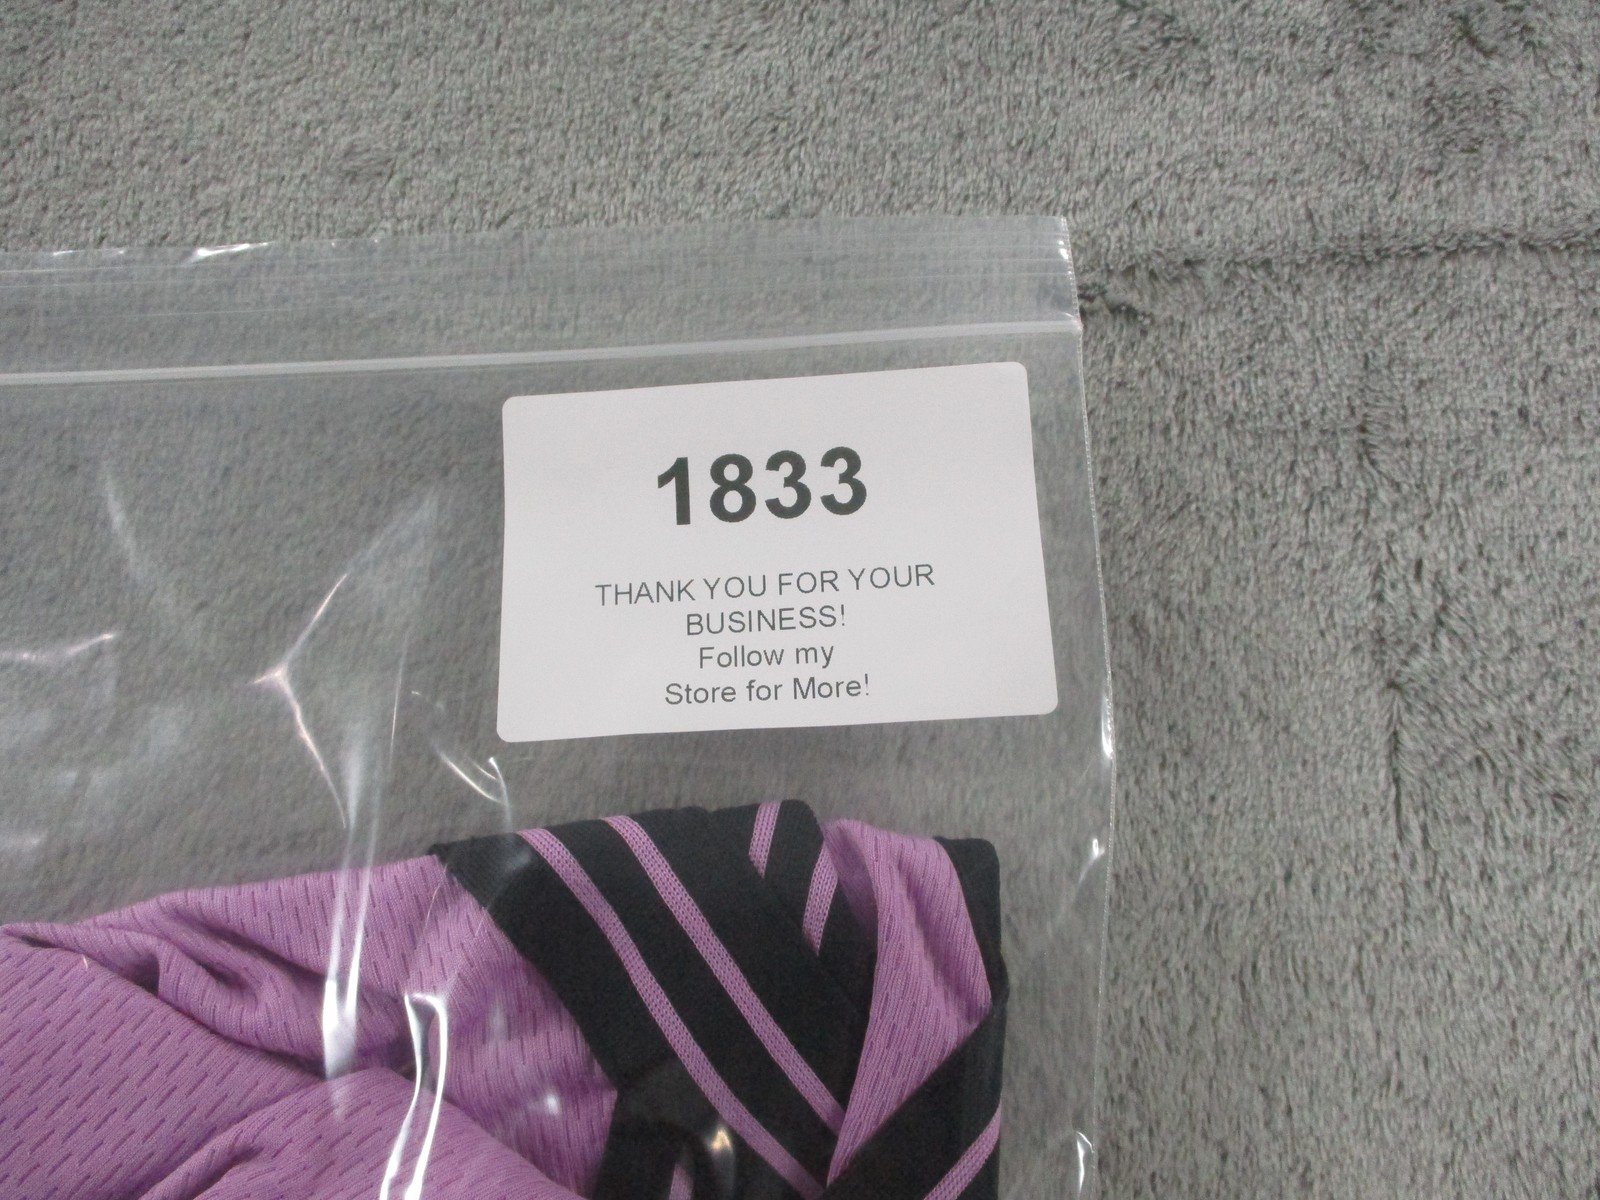 1833
THANK YOU FOR YOUR
BUSINESS!
Follow my
Store for More!